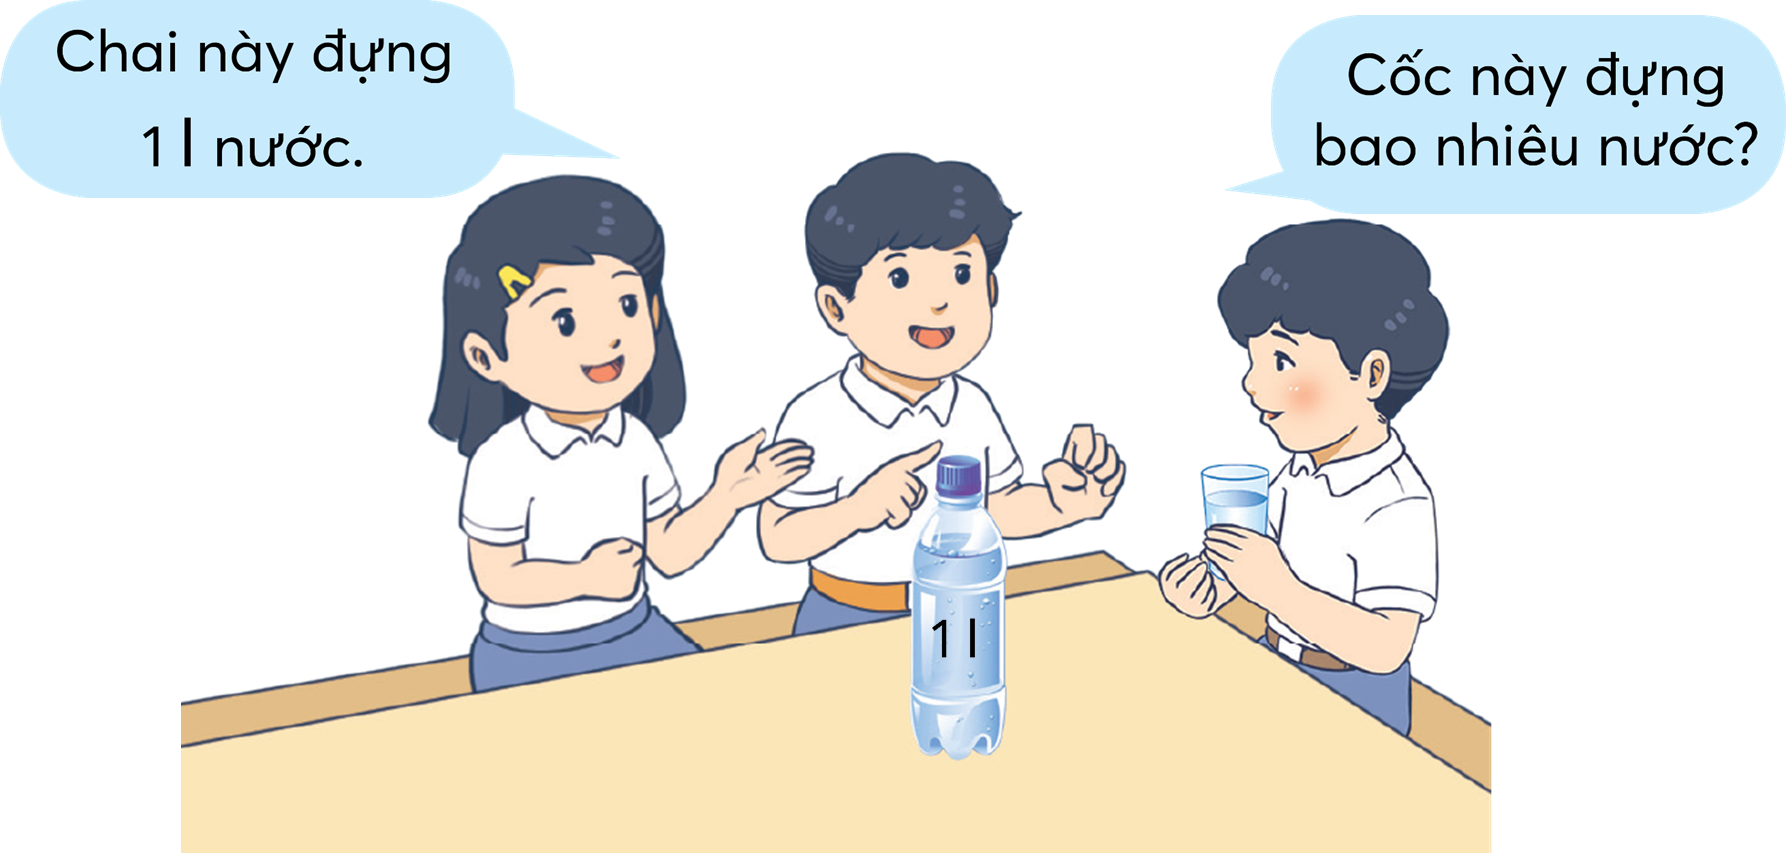 Chai này đựng
1 l nước.
Cốc này đựng
bao nhiêu nước?
1 l